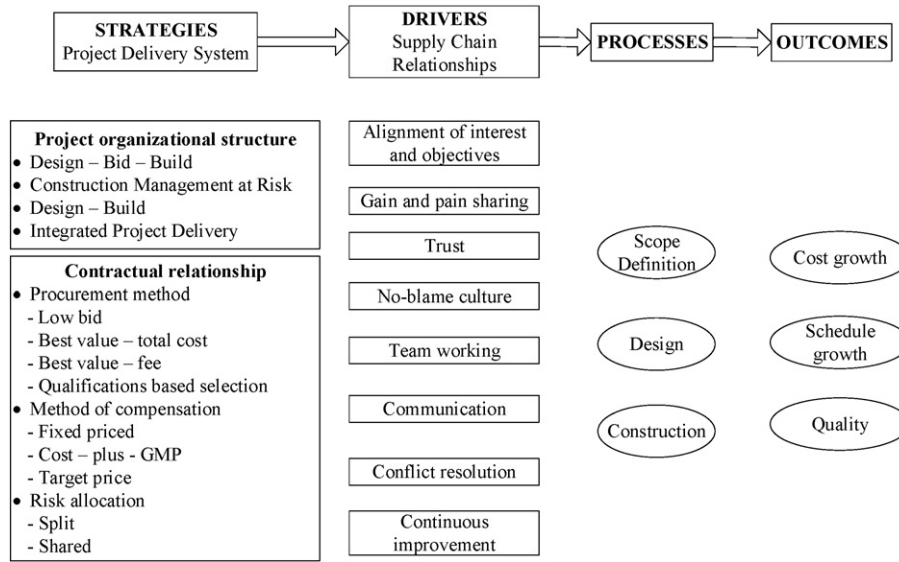 STRATEGIES
Project Delivery System
DRIVERS
Supply Chain
Relationships
PROCESSES
OUTCOMES
Project organizational structure
• Design – Bid – Build
• Construction Management at Risk
• Design – Build
• Integrated Project Delivery
Contractual relationship
• Procurement method
- Low bid
- Best value – total cost
- Best value – fee
- Qualifications based selection
• Method of compensation
- Fixed priced
- Cost – plus - GMP
- Target price
• Risk allocation
- Split
- Shared
Alignment of interest
and objectives
Gain and pain sharing
Trust
No-blame culture
Team working
Communication
Conflict resolution
Continuous
improvement
Scope
Definition
Design
Construction
Cost growth
Schedule
growth
Quality